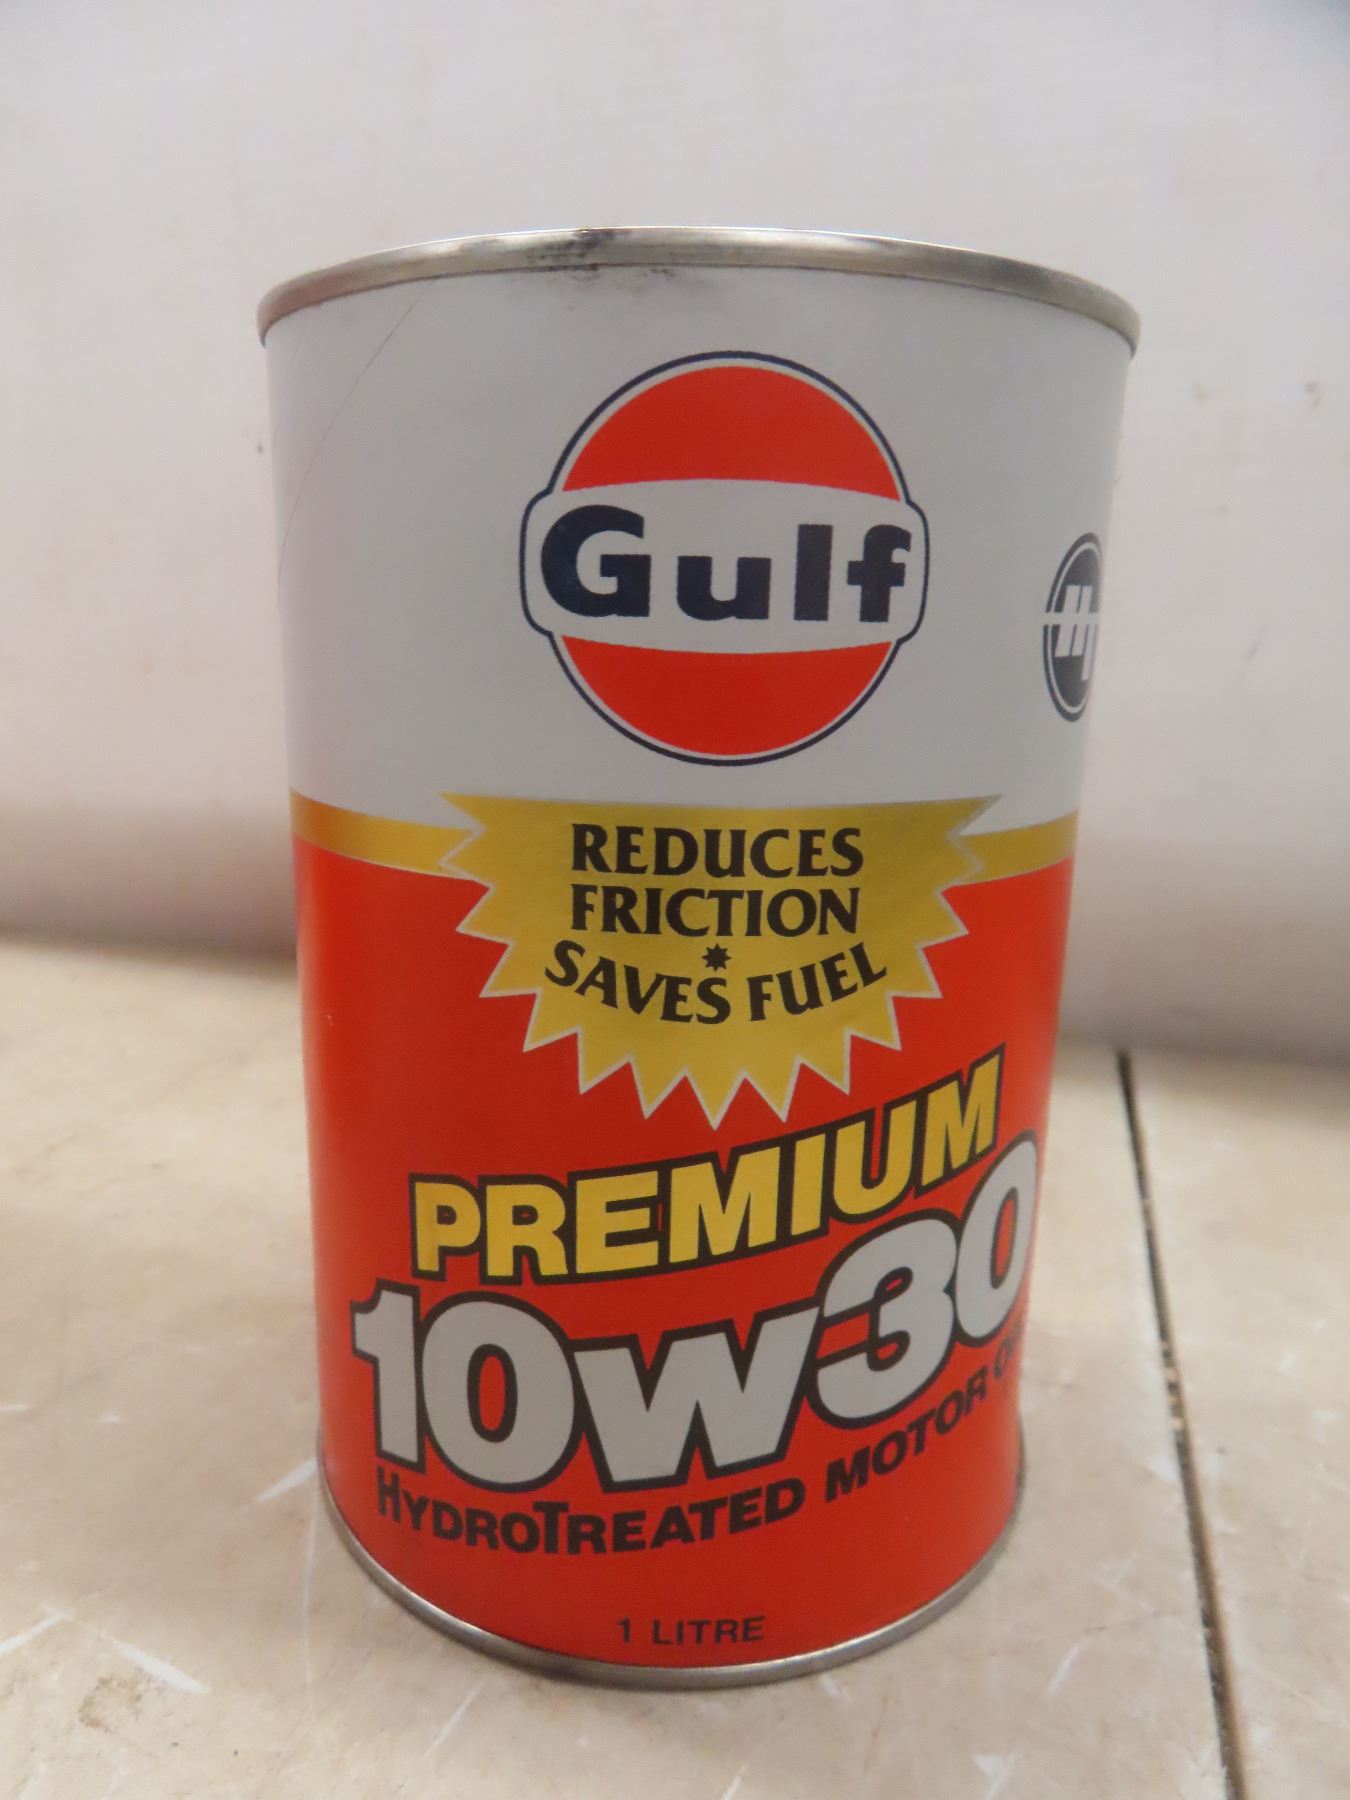 Gulf
REDUCES
FRICTION
SAVES FUEL
PREMIUM
10W30
HYDROTREATED MOTOR
1 LITRE